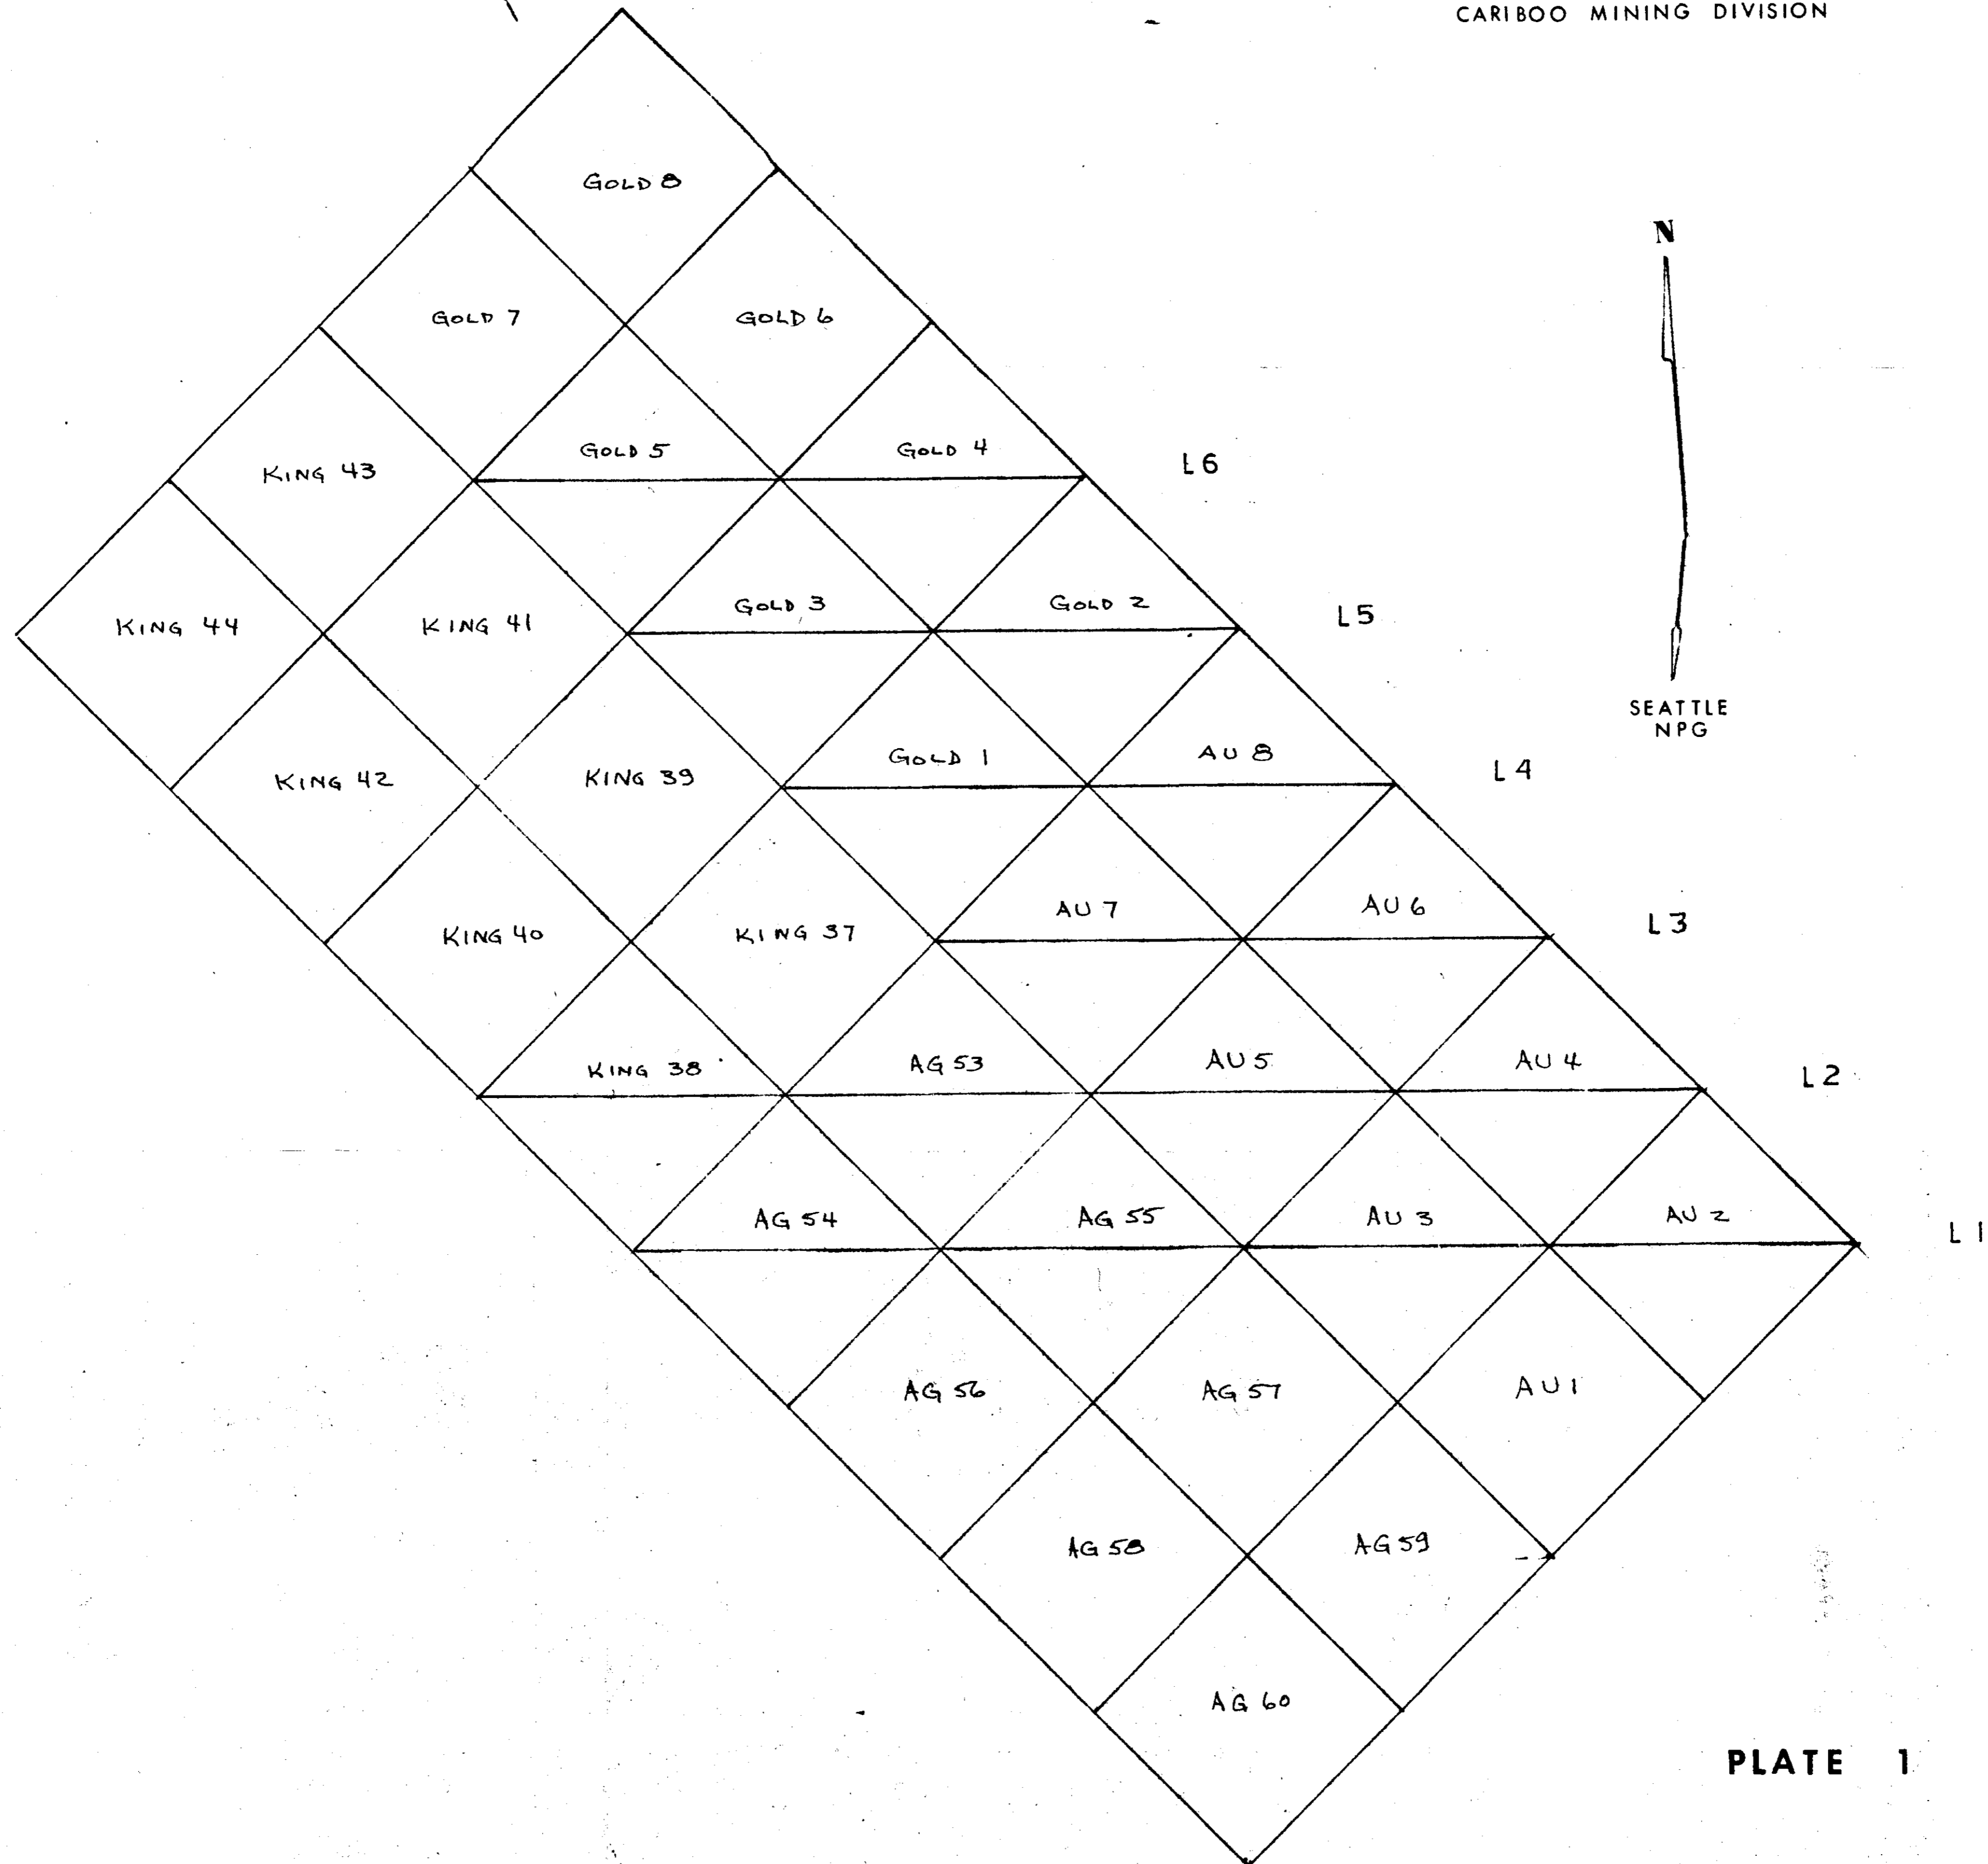 CARIBOO MINING DIVISION
GOLD 8
N
GOLD 7
GOLD 6
GOLD 5
GOLD 4
L6
KING 43
GOLD 3
GOLD 2
L5
KING 44
KING 41
SEATTLE
NPG
GOLD 1
AU 8
L4
KING 42
KING 39
AU 7
AU 6
L3
KING 40
KING 37
KING 38
AG 53
AU 5
AU 4
L2
AG 54
AG 55
AU 3
AU 2
L1
AG 56
AG 57
AU 1
AG 58
AG 59
AG 60
PLATE 1